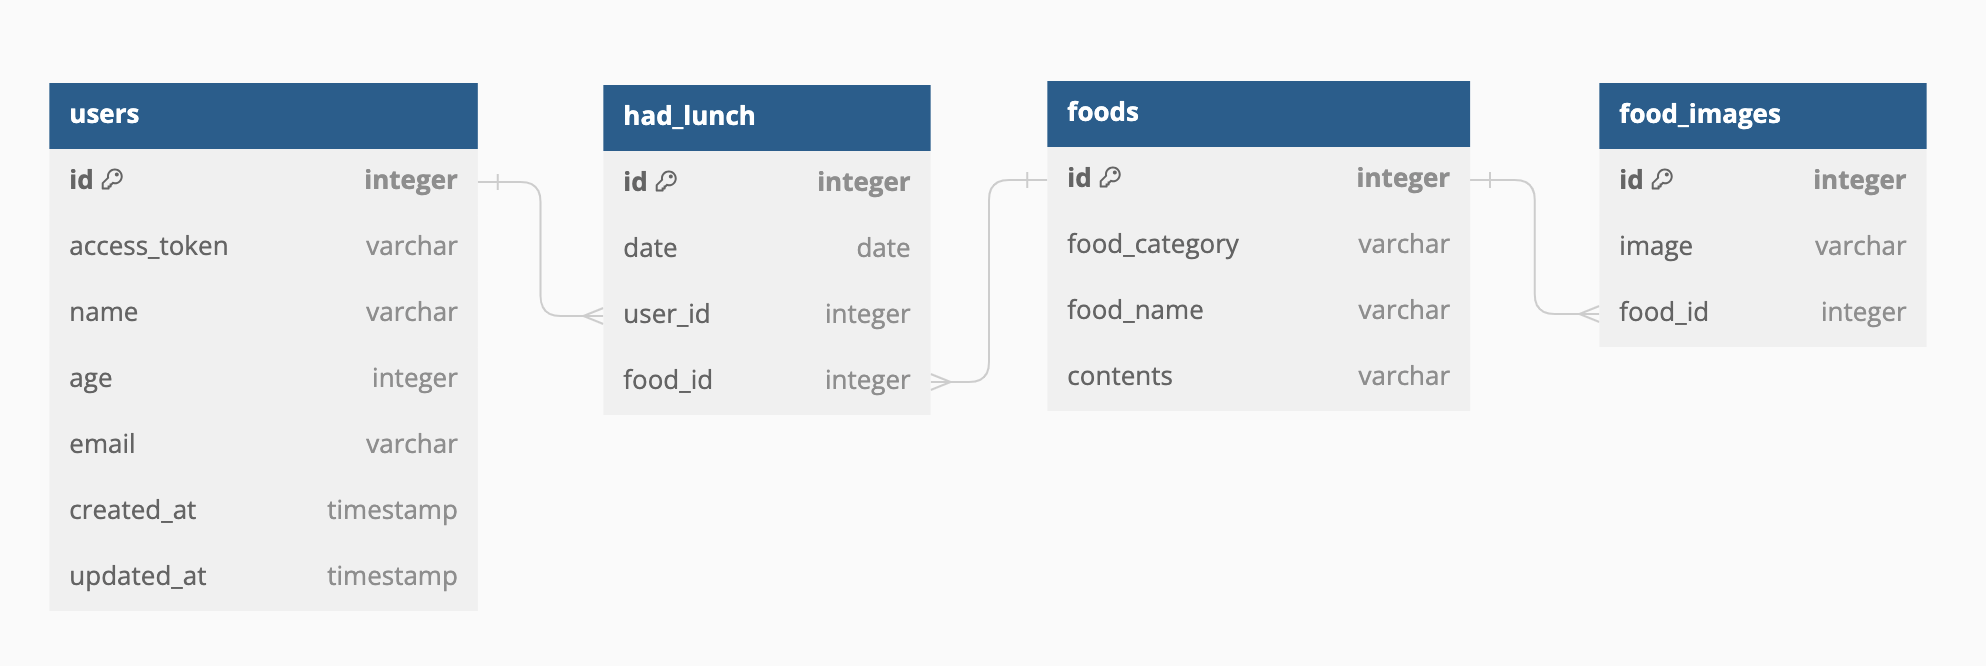 users
id integer
access_token varchar
name varchar
age integer
email varchar
created_at timestamp
updated_at timestamp
had_lunch
id integer
date date
user_id integer
food_id integer
foods
id integer
food_category varchar
food_name varchar
contents varchar
food_images
id integer
image varchar
food_id integer